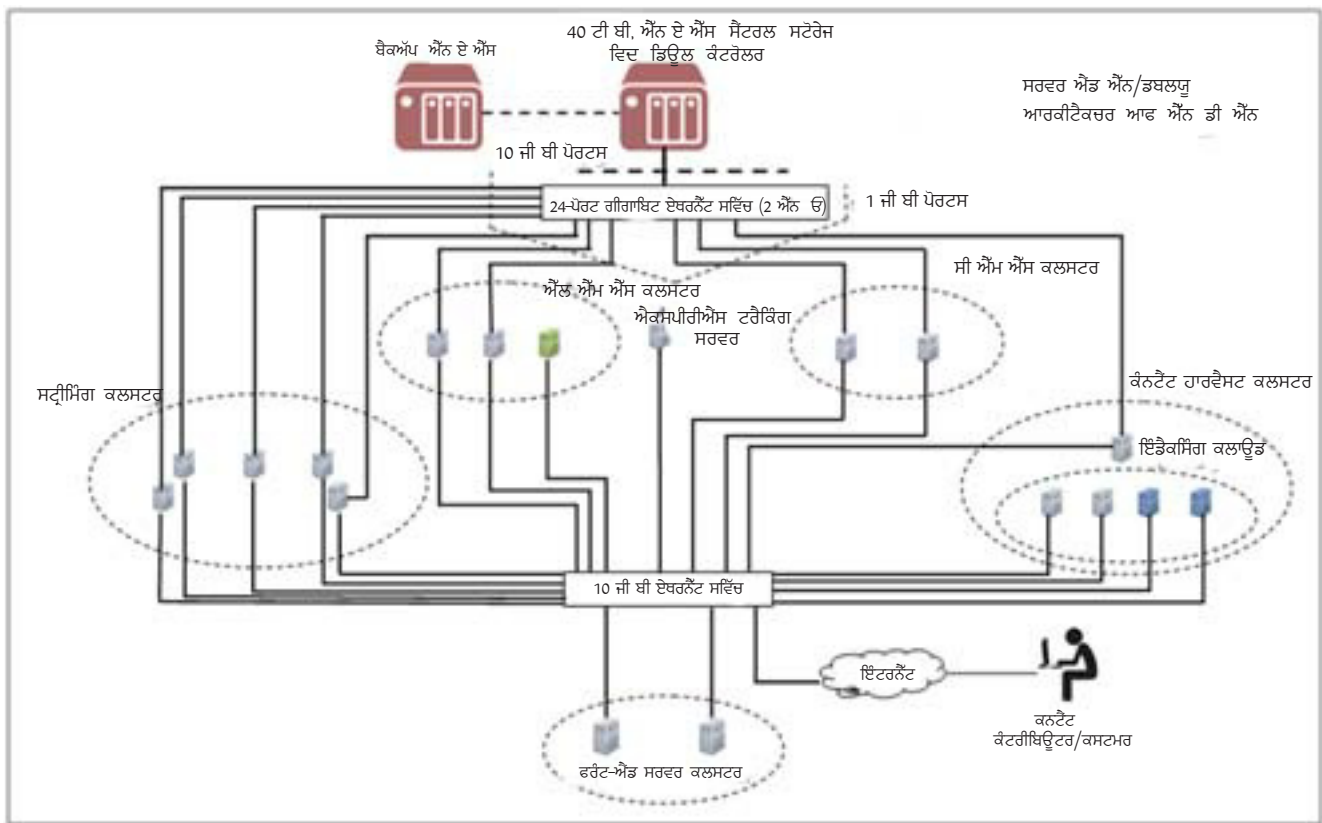 ਬੈਕਅੱਪ ਐੱਨ ਏ ਐੱਸ
40 ਟੀ ਬੀ, ਐੱਨ ਏ ਐੱਸ ਸੈਂਟਰਲ ਸਟੋਰੇਜ
ਵਿਦ ਡਿਊਲ ਕੰਟਰੋਲਰ
ਸਰਵਰ ਐਂਡ ਐੱਨ/ਡਬਲਯੂ
ਆਰਕੀਟੈਕਚਰ ਆਫ ਐੱਨ ਡੀ ਐੱਨ
10 ਜੀ ਬੀ ਪੋਰਟਸ
24-ਪੋਰਟ ਗੀਗਾਬਿਟ ਏਥਰਨੈੱਟ ਸਵਿੱਚ (2 ਐੱਨ ਓ)
1 ਜੀ ਬੀ ਪੋਰਟਸ
ਐੱਲ ਐੱਮ ਐੱਸ ਕਲਸਟਰ
ਸੀ ਐੱਮ ਐੱਸ ਕਲਸਟਰ
ਐਕਸਪੀਰੀਐਂਸ ਟਰੈਕਿੰਗ
ਸਰਵਰ
ਸਟ੍ਰੀਮਿੰਗ ਕਲਸਟਰ
ਕੰਨਟੈਂਟ ਹਾਰਵੈਸਟ ਕਲਸਟਰ
ਇੰਡੈਕਸਿੰਗ ਕਲਾਊਡ
10 ਜੀ ਬੀ ਏਥਰਨੈੱਟ ਸਵਿੱਚ
ਇੰਟਰਨੈੱਟ
ਕਨਟੈਂਟ
ਕੰਟਰੀਬਿਊਟਰ/ਕਸਟਮਰ
ਫਰੰਟ-ਐਂਡ ਸਰਵਰ ਕਲਸਟਰ